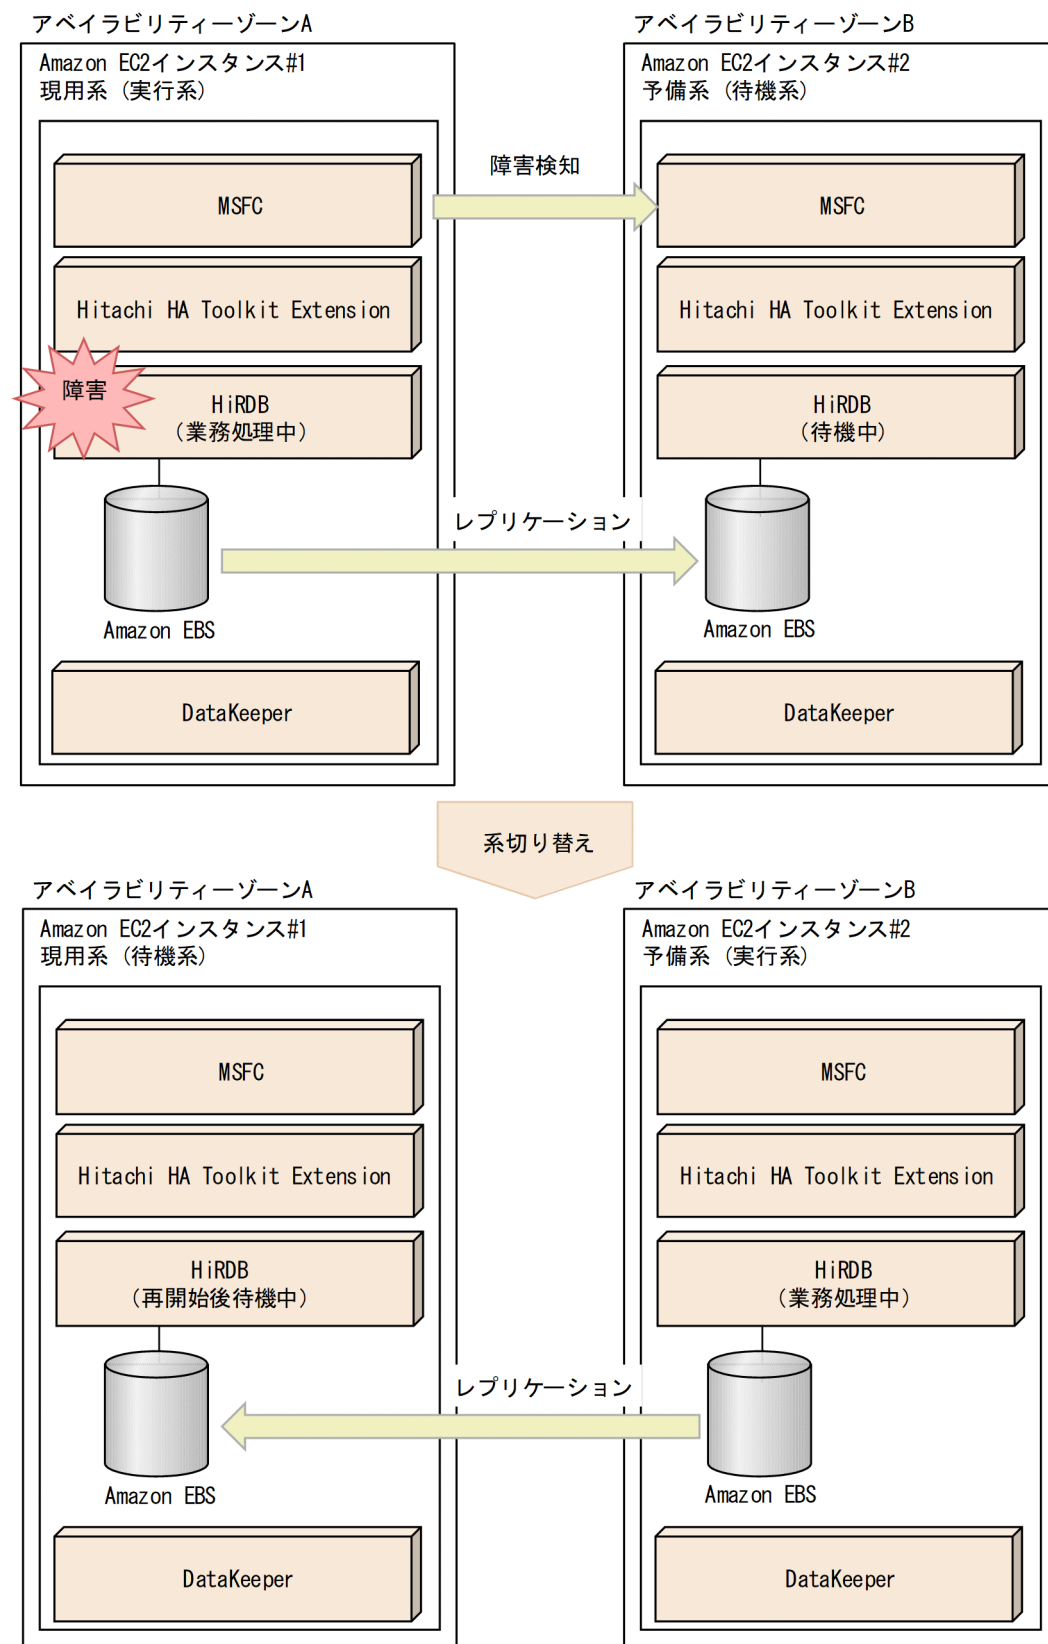 アベイラビリティーゾーンA
Amazon EC2インスタンス#1
現用系（実行系）
MSFC
Hitachi HA Toolkit Extension
障害
HiRDB
（業務処理中）
Amazon EBS
DataKeeper
障害検知
レプリケーション
アベイラビリティーゾーンB
Amazon EC2インスタンス#2
予備系（待機系）
MSFC
Hitachi HA Toolkit Extension
HiRDB
（待機中）
Amazon EBS
DataKeeper
系切り替え
アベイラビリティーゾーンA
Amazon EC2インスタンス#1
現用系（待機系）
MSFC
Hitachi HA Toolkit Extension
HiRDB
（再開始後待機中）
Amazon EBS
DataKeeper
レプリケーション
アベイラビリティーゾーンB
Amazon EC2インスタンス#2
予備系（実行系）
MSFC
Hitachi HA Toolkit Extension
HiRDB
（業務処理中）
Amazon EBS
DataKeeper